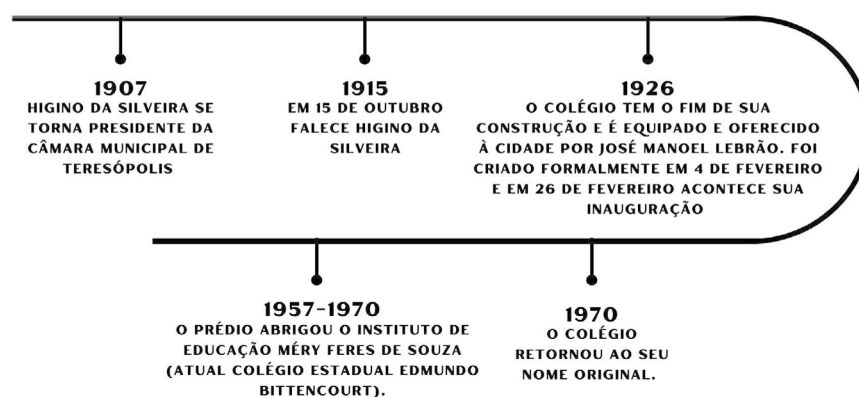 1907
HIGINO DA SILVEIRA SE
TORNA PRESIDENTE DA
CÂMARA MUNICIPAL DE
TERESÓPOLIS
1915
EM 15 DE OUTUBRO
FALECE HIGINO DA
SILVEIRA
1926
O COLÉGIO TEM O FIM DE SUA
CONSTRUÇÃO E É EQUIPADO E OFERECIDO
À CIDADE POR JOSÉ MANOEL LEBRÃO. FOI
CRIADO FORMALMENTE EM 4 DE FEVEREIRO
E EM 26 DE FEVEREIRO ACONTECE SUA
INAUGURAÇÃO
1957-1970
O PRÉDIO ABRIGOU O INSTITUTO DE
EDUCAÇÃO MÉRY FERES DE SOUZA
(ATUAL COLÉGIO ESTADUAL EDMUNDO
BITTENCOURT).
1970
O COLÉGIO
RETORNOU AO SEU
NOME ORIGINAL.